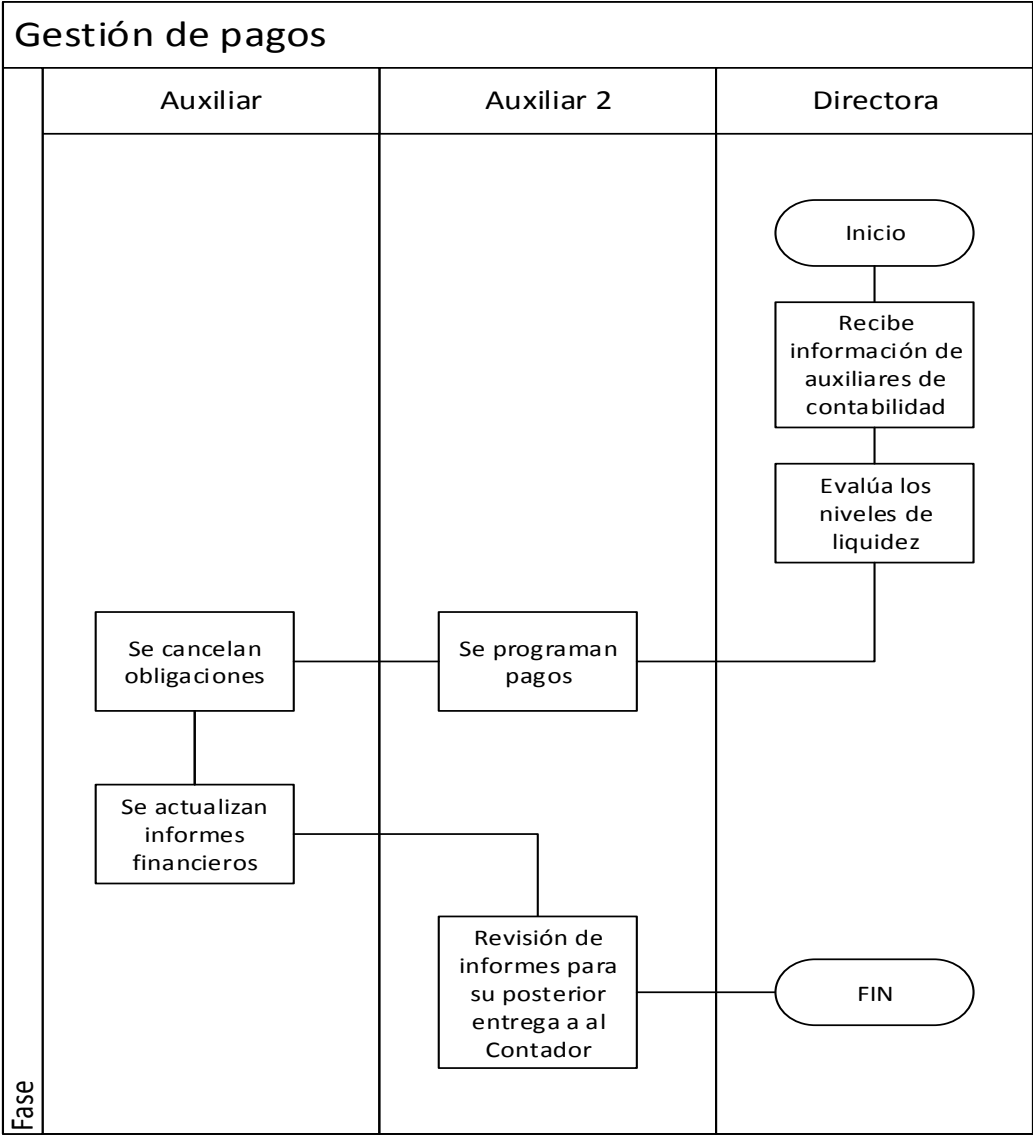 Gestión de pagos
Auxiliar
Auxiliar 2
Directora
Inicio
Recibe
información de
auxiliares de
contabilidad
Evalúa los
niveles de
liquidez
Se programan
pagos
Se cancelan
obligaciones
Se actualizan
informes
financieros
Revisión de
informes para
su posterior
entrega a al
Contador
FIN
Fase